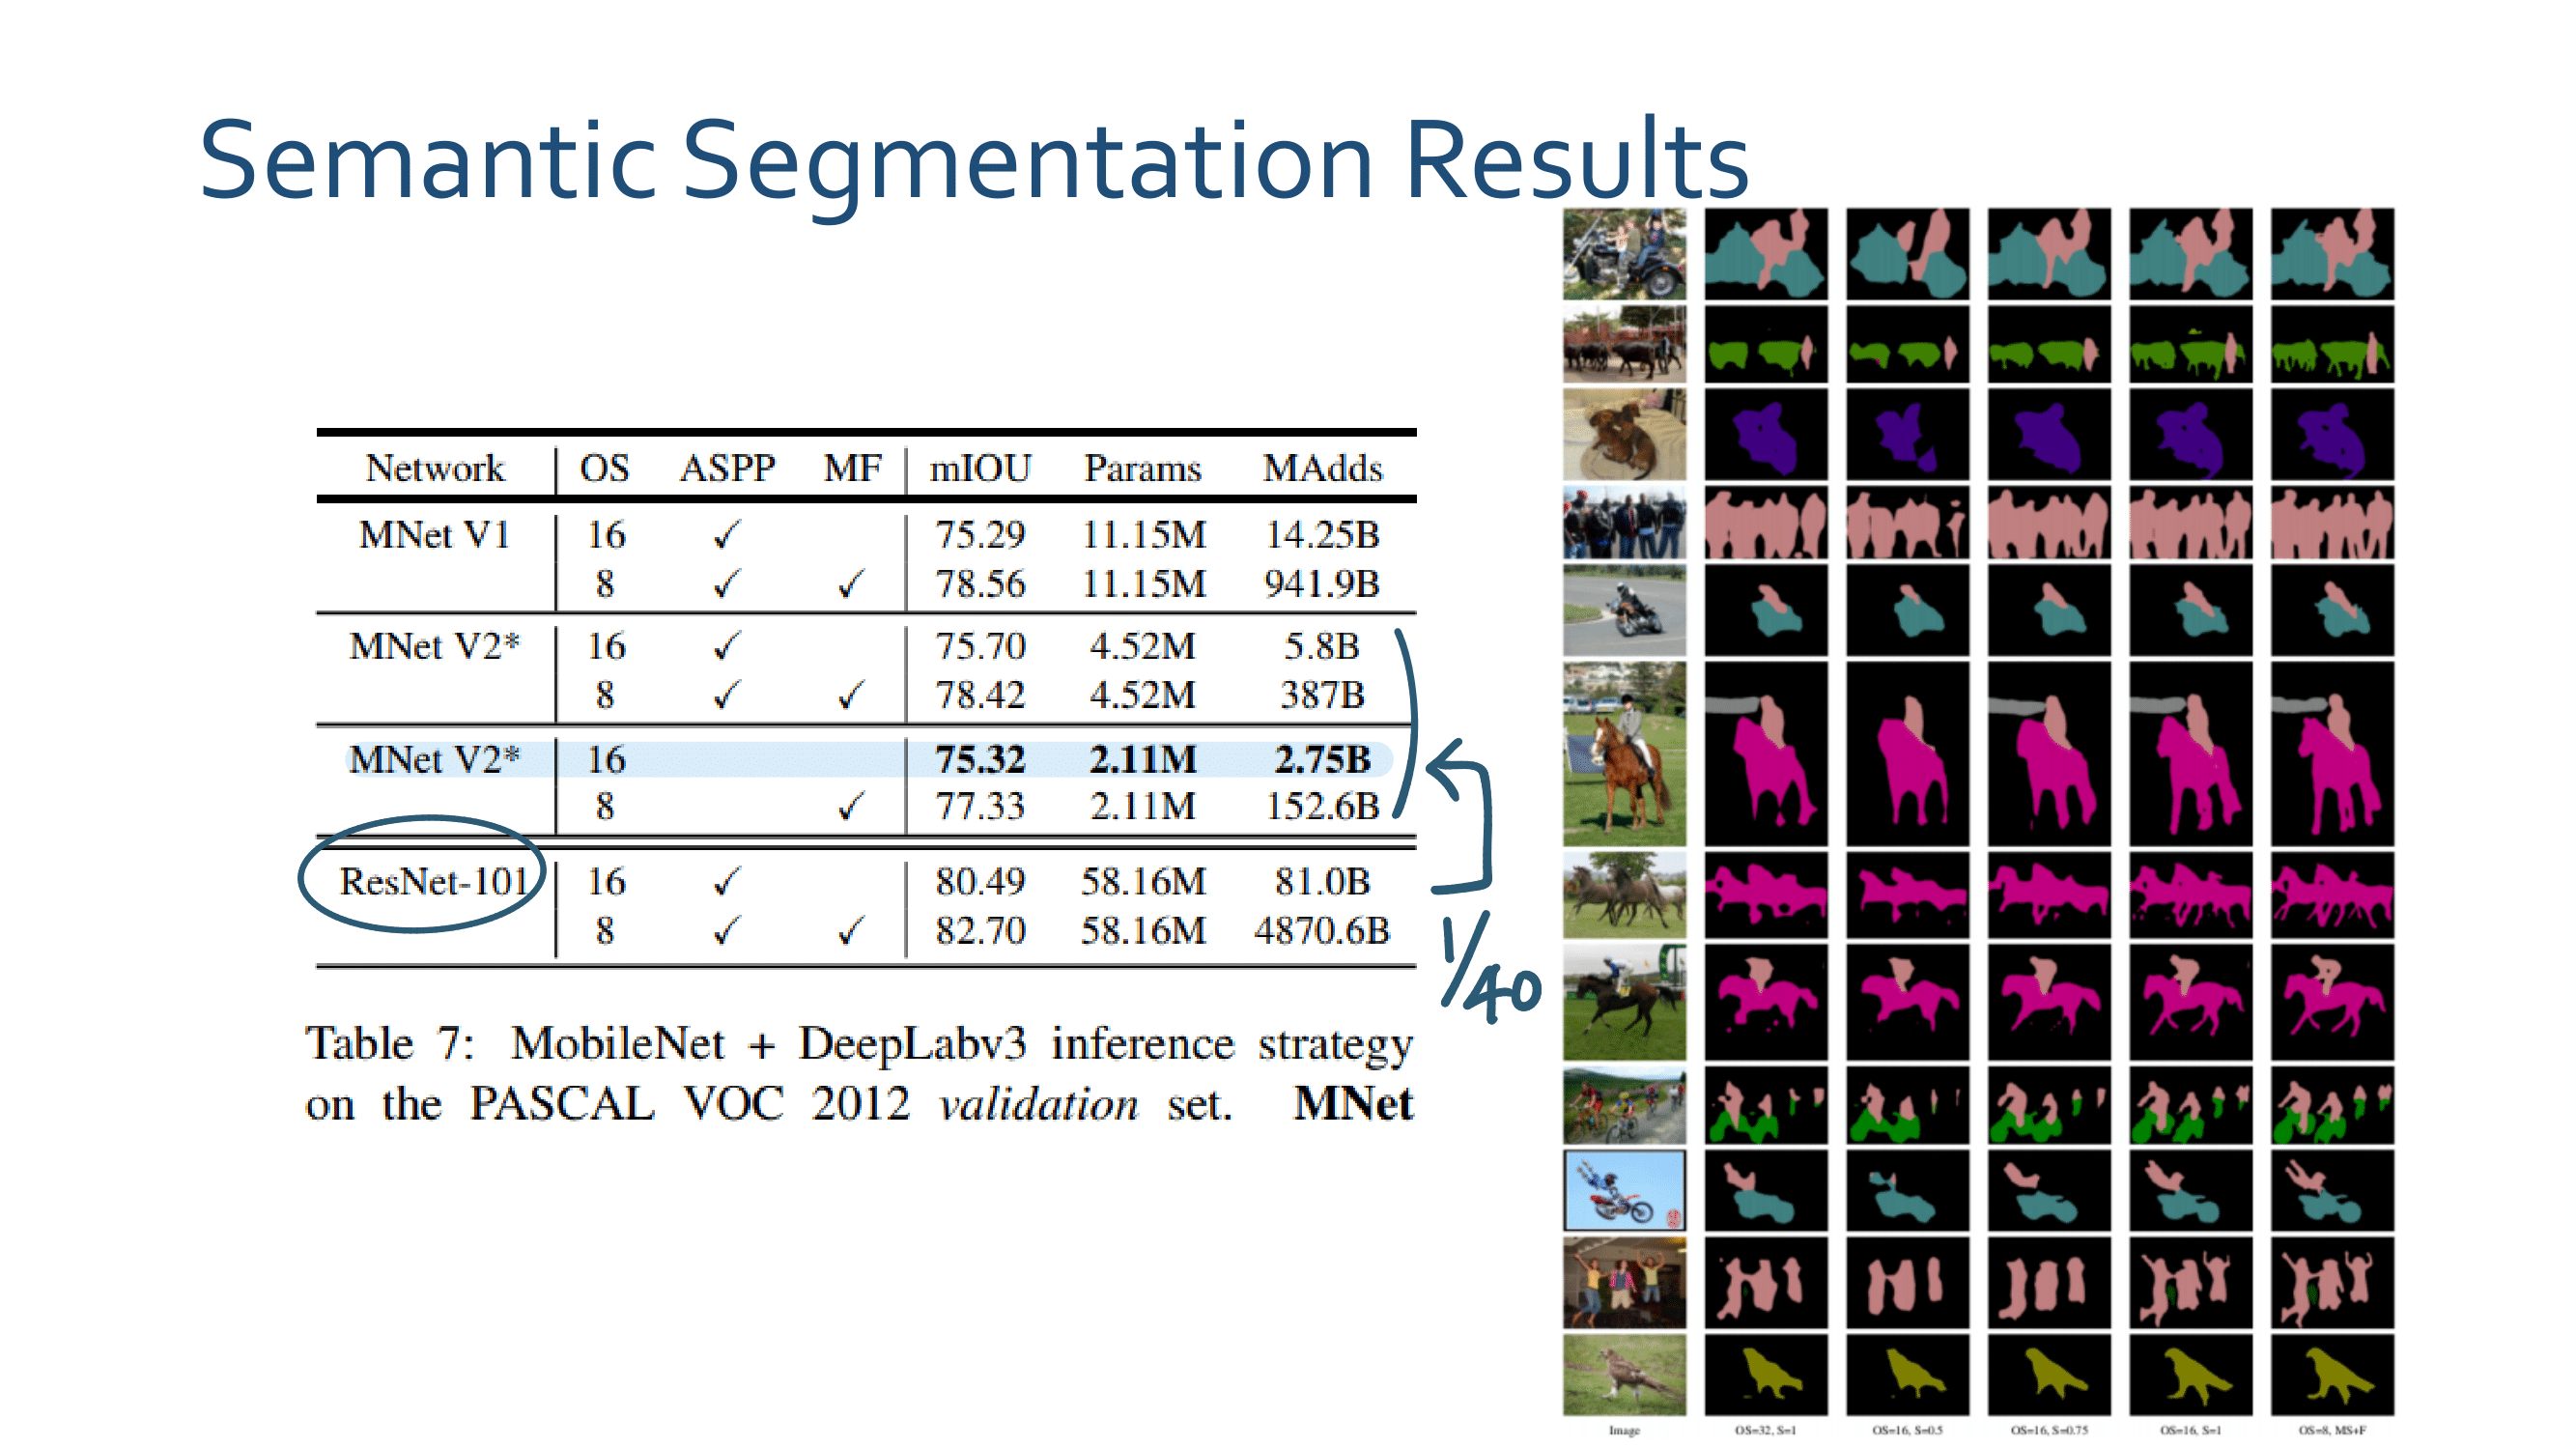 Semantic Segmentation Results
Network OS ASPP MF mIOU Params MAdds
MNet V1 16 ✓ 75.29 11.15M 14.25B
8 ✓ ✓ 78.56 11.15M 941.9B
MNet V2* 16 ✓ 75.70 4.52M 5.8B
8 ✓ ✓ 78.42 4.52M 387B
MNet V2* 16 75.32 2.11M 2.75B
8 ✓ 77.33 2.11M 152.6B
ResNet-101 16 ✓ 80.49 58.16M 81.0B
8 ✓ ✓ 82.70 58.16M 4870.6B
1/40
Table 7: MobileNet + DeepLabv3 inference strategy
on the PASCAL VOC 2012 validation set. MNet
Image OS=32, S=1 OS=16, S=0.5 OS=16, S=0.75 OS=16, S=1 OS=8, MS+F